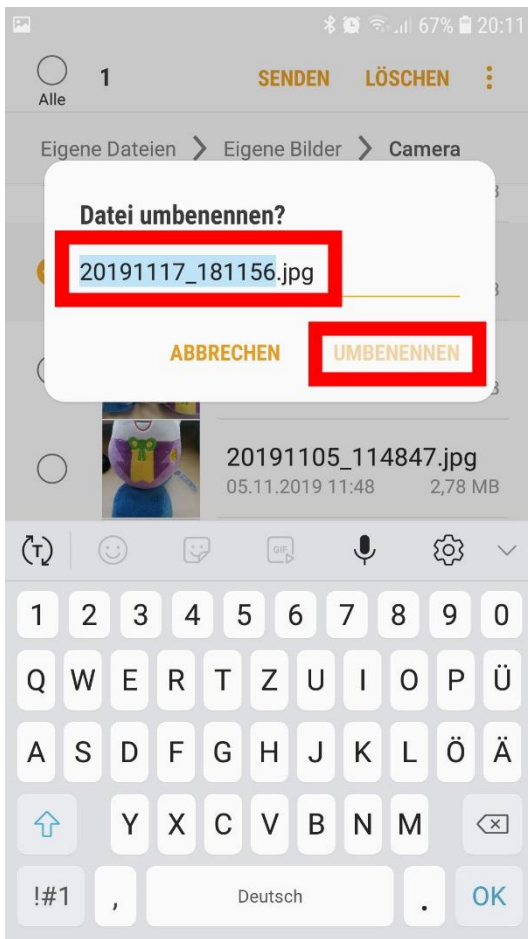 67% 20:11
1 SENDEN LÖSCHEN
Alle
Eigene Dateien > Eigene Bilder > Camera
Datei umbenennen?
20191117_181156.jpg
ABBRECHEN UMBENENNEN
20191105_114847.jpg
05.11.2019 11:48 2,78 MB
T GIF
1 2 3 4 5 6 7 8 9 0
Q W E R T Z U I O P Ü
A S D F G H J K L Ö Ä
Y X C V B N M
!#1 , Deutsch . OK